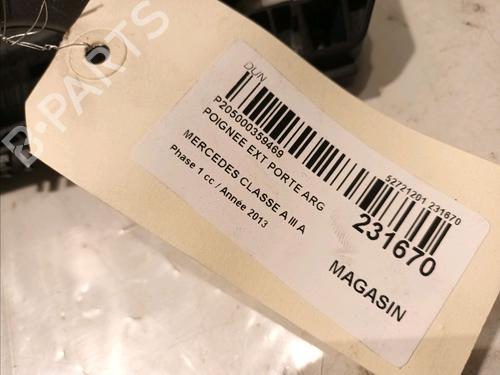 B-PARTS
DUN
P205000359469
POIGNEE EXT PORTE ARG
MERCEDES CLASSE A III A
Phase 1 cc / Année 2013
52721201 231670
231670
MAGASIN